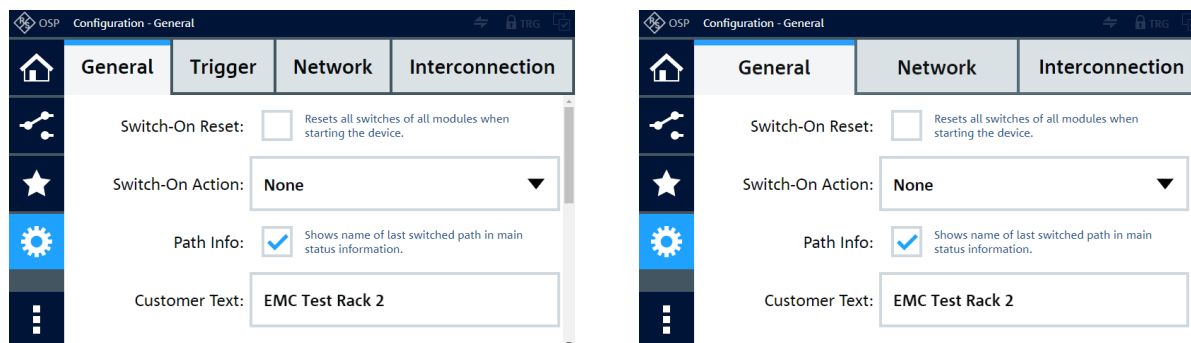 OSP Configuration - General TRG
General Trigger Network Interconnection
Switch-On Reset: Resets all switches of all modules when
starting the device.
Switch-On Action: None
Path Info: Shows name of last switched path in main
status information.
Customer Text: EMC Test Rack 2
OSP Configuration - General TRG
General Network Interconnection
Switch-On Reset: Resets all switches of all modules when
starting the device.
Switch-On Action: None
Path Info: Shows name of last switched path in main
status information.
Customer Text: EMC Test Rack 2